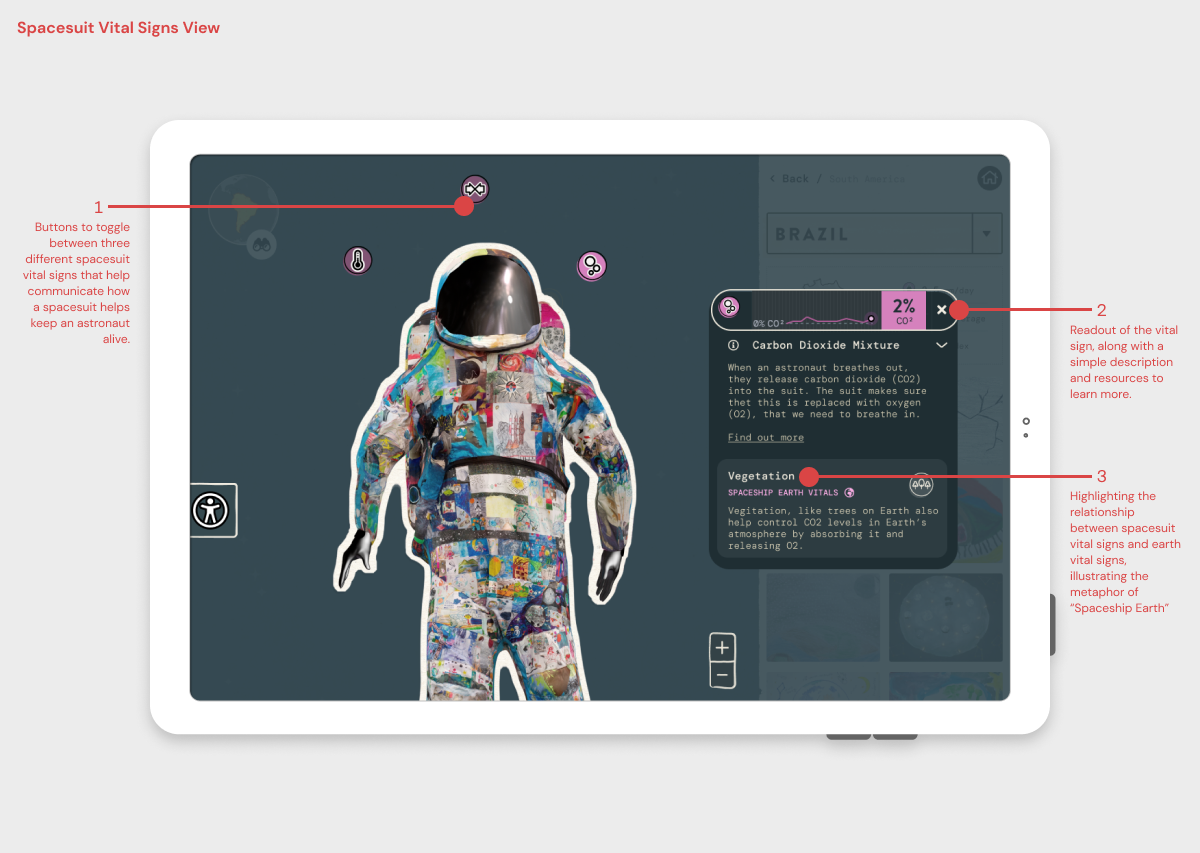 Spacesuit Vital Signs View
1
Buttons to toggle
between three
different spacesuit
vital signs that help
communicate how
a spacesuit helps
keep an astronaut
alive.
‹ Back / South America
BRAZIL
0% CO²
2%
CO²
Carbon Dioxide Mixture
When an astronaut breathes out,
they release carbon dioxide (CO2)
into the suit. The suit makes sure
thet this is replaced with oxygen
(O2), that we need to breathe in.
Find out more
Vegetation
SPACESHIP EARTH VITALS
Vegitation, like trees on Earth also
help control CO2 levels in Earth's
atmosphere by absorbing it and
releasing O2.
+
−
2
Readout of the vital
sign, along with a
simple description
and resources to
learn more.
3
Highlighting the
relationship
between spacesuit
vital signs and earth
vital signs,
illustrating the
metaphor of
“Spaceship Earth”